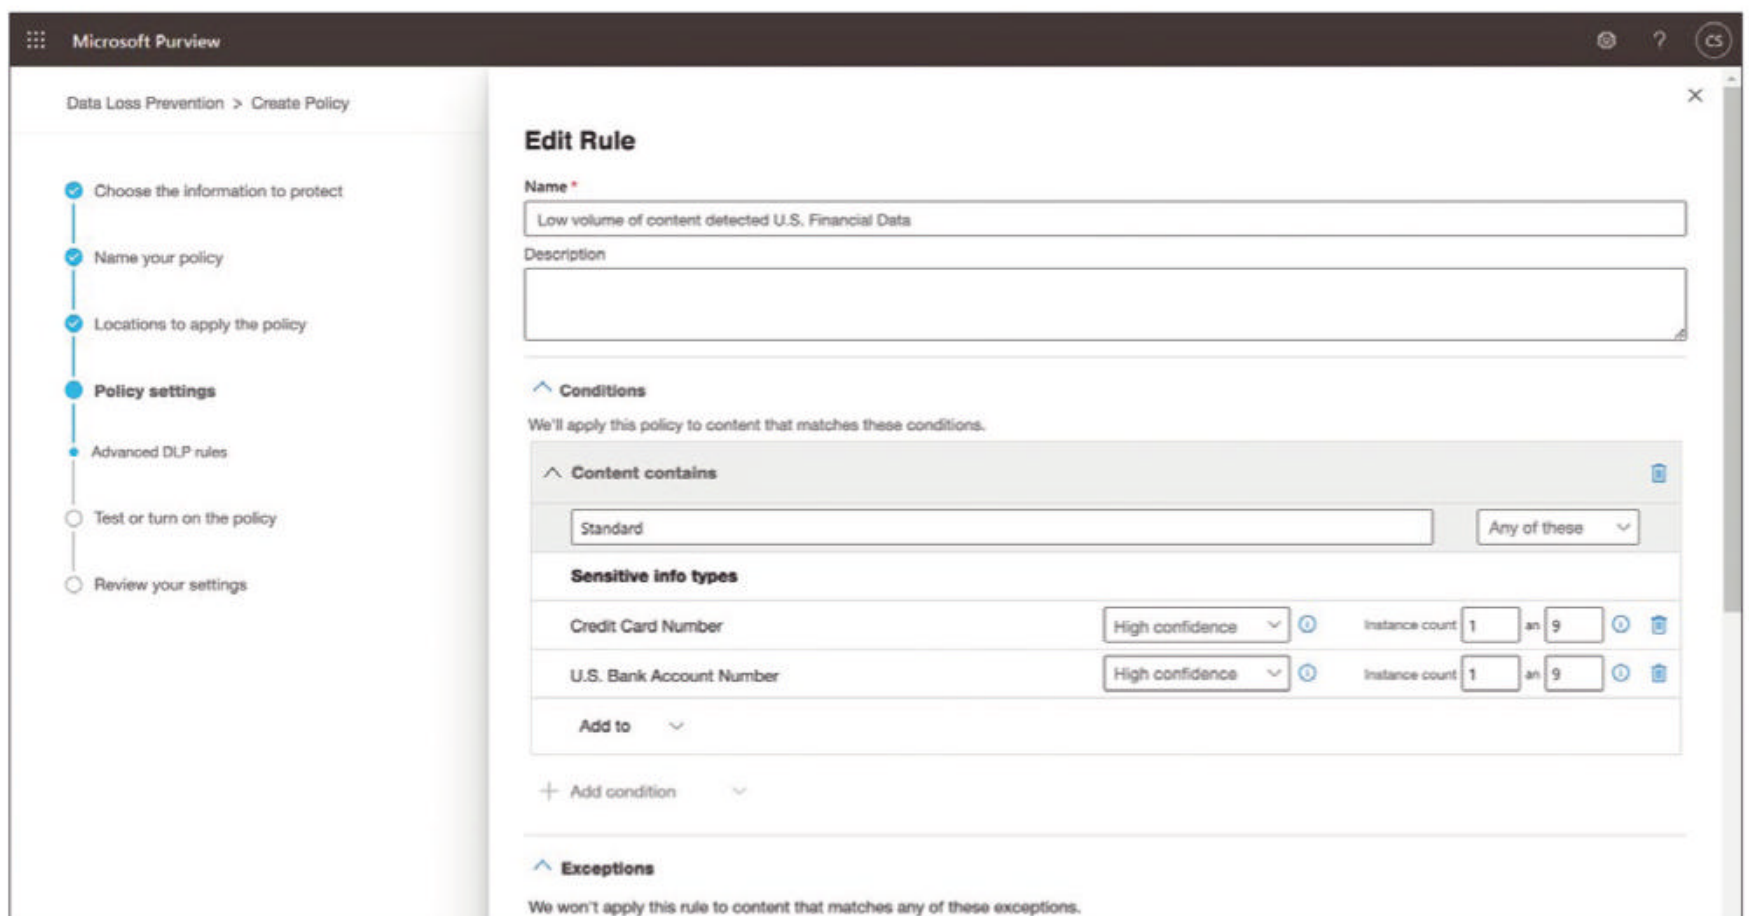 Microsoft Purview
?
CS
Data Loss Prevention > Create Policy
Choose the information to protect
Name your policy
Locations to apply the policy
Policy settings
Advanced DLP rules
Test or turn on the policy
Review your settings
Edit Rule
Name *
Low volume of content detected U.S. Financial Data
Description
Conditions
We'll apply this policy to content that matches these conditions.
Content contains
Standard Any of these
Sensitive info types
Credit Card Number High confidence Instance count 1 an 9
U.S. Bank Account Number High confidence Instance count 1 an 9
Add to
+ Add condition
Exceptions
We won't apply this rule to content that matches any of these exceptions.